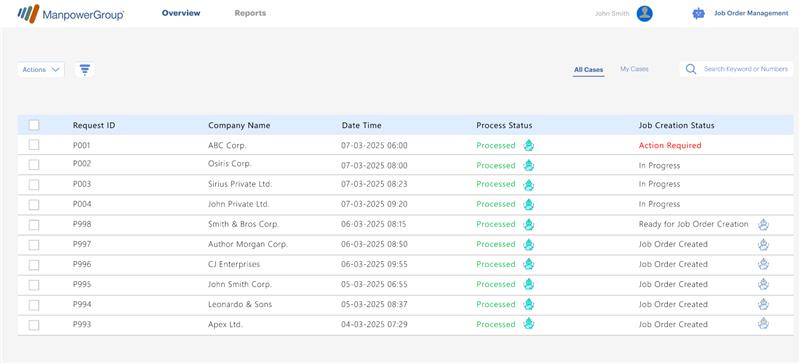 ManpowerGroup
Overview
Reports
John Smith
Job Order Management
Actions
All Cases
My Cases
Search Keyword or Numbers
Request ID Company Name Date Time Process Status Job Creation Status
P001 ABC Corp. 07-03-2025 06:00 Processed Action Required
P002 Osiris Corp. 07-03-2025 08:00 Processed In Progress
P003 Sirius Private Ltd. 07-03-2025 08:23 Processed In Progress
P004 John Private Ltd. 07-03-2025 09:20 Processed In Progress
P998 Smith & Bros Corp. 06-03-2025 08:15 Processed Ready for Job Order Creation
P997 Author Morgan Corp. 06-03-2025 08:50 Processed Job Order Created
P996 CJ Enterprises 06-03-2025 09:55 Processed Job Order Created
P995 John Smith Corp. 05-03-2025 06:55 Processed Job Order Created
P994 Leonardo & Sons 05-03-2025 08:37 Processed Job Order Created
P993 Apex Ltd. 04-03-2025 07:29 Processed Job Order Created